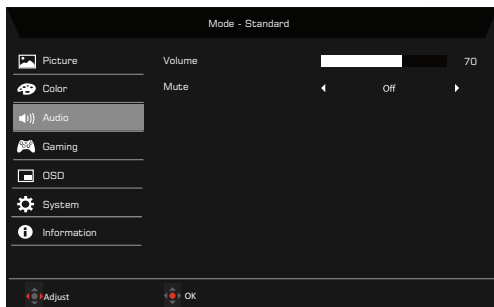 Mode - Standard
Picture
Volume 70
Color
Mute Off
Audio
Gaming
OSD
System
Information
Adjust OK